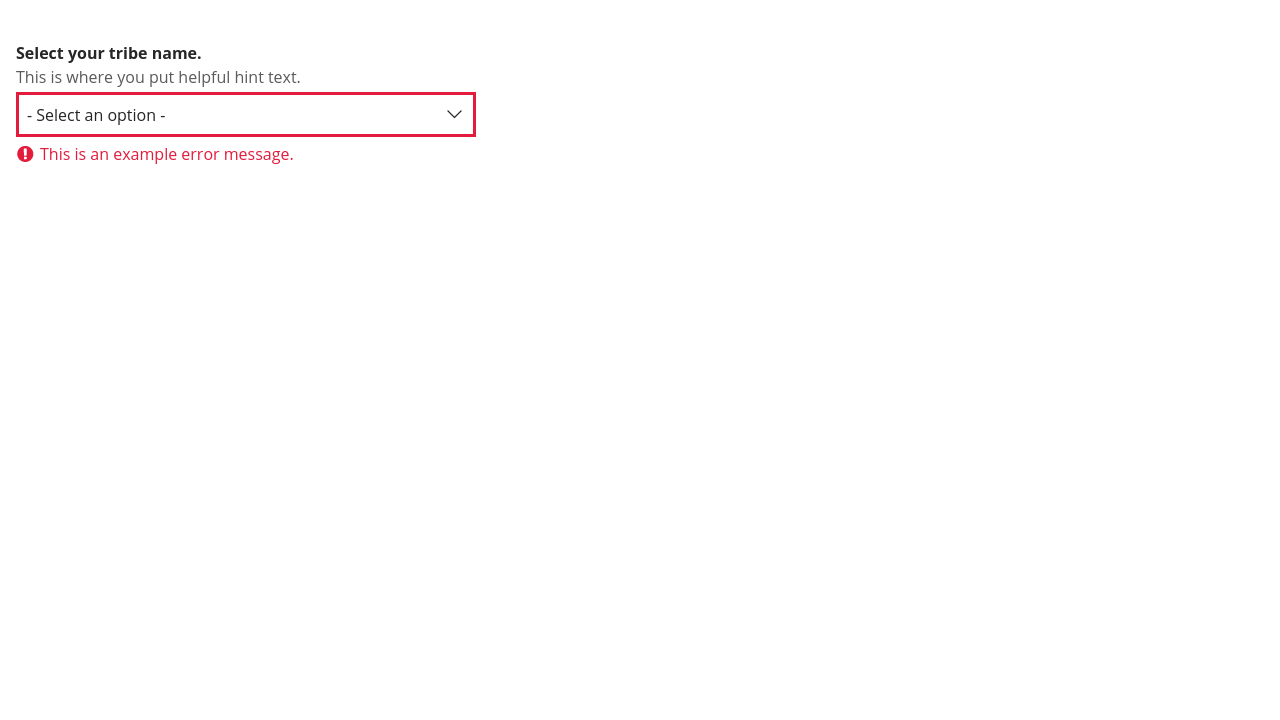 Select your tribe name.
This is where you put helpful hint text.
- Select an option -
This is an example error message.